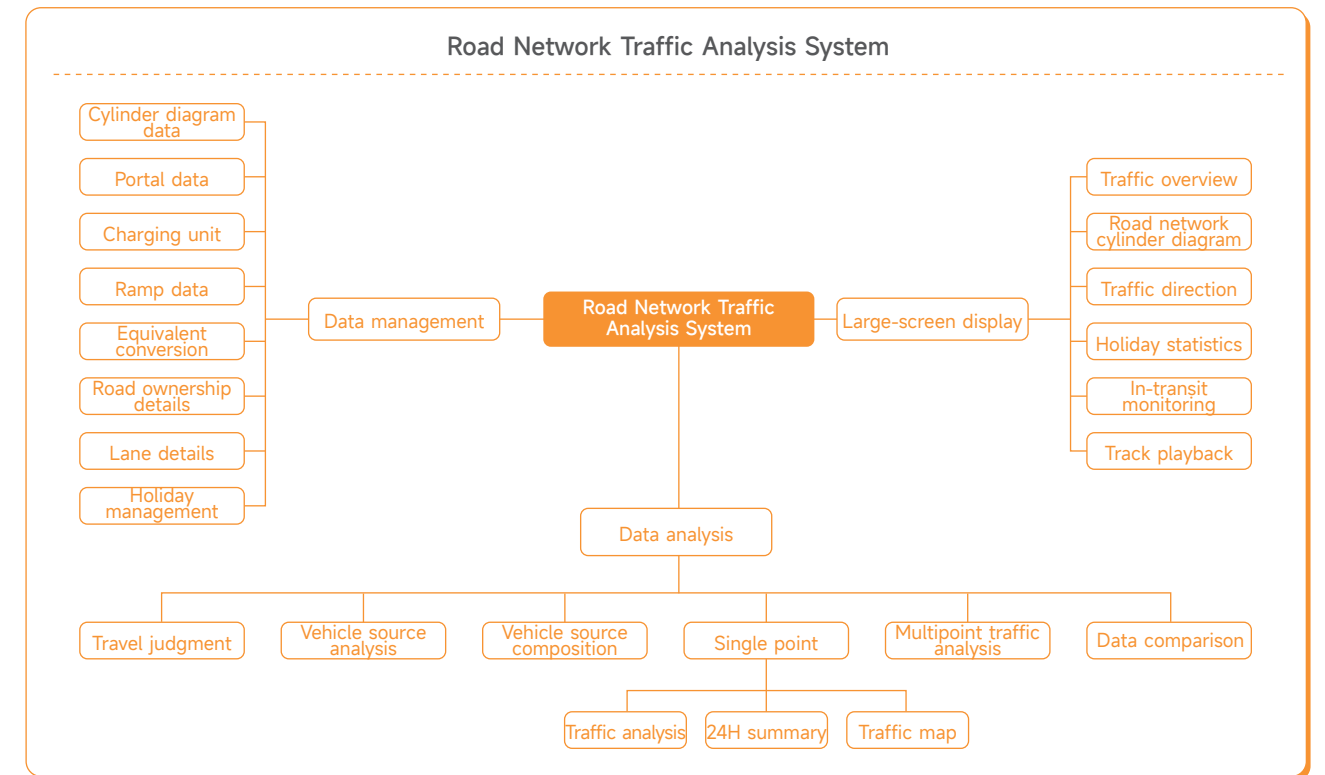 Road Network Traffic Analysis System
Cylinder diagram
data
Portal data
Charging unit
Ramp data
Equivalent
conversion
Road ownership
details
Lane details
Holiday
management
Data management
Road Network Traffic
Analysis System
Large-screen display
Traffic overview
Road network
cylinder diagram
Traffic direction
Holiday statistics
In-transit
monitoring
Track playback
Data analysis
Travel judgment
Vehicle source
analysis
Vehicle source
composition
Single point
Multipoint traffic
analysis
Data comparison
Traffic analysis
24H summary
Traffic map